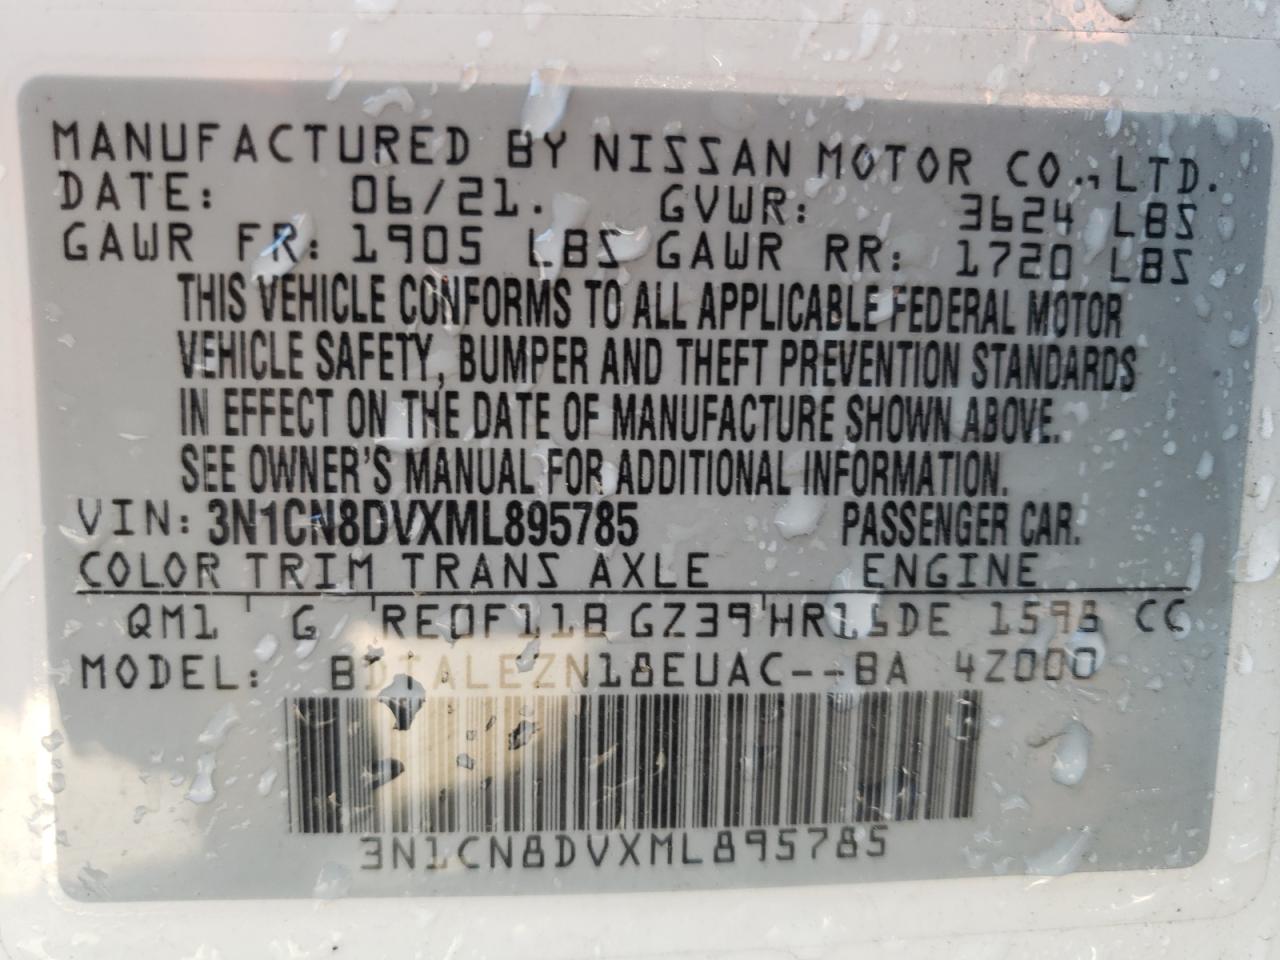 MANUFACTURED BY NISSAN MOTOR CO., LTD.
DATE: 06/21. GVWR: 3624 LBS
GAWR FR: 1905 LBS GAWR RR: 1720 LBS
THIS VEHICLE CONFORMS TO ALL APPLICABLE FEDERAL MOTOR
VEHICLE SAFETY, BUMPER AND THEFT PREVENTION STANDARDS
IN EFFECT ON THE DATE OF MANUFACTURE SHOWN ABOVE.
SEE OWNER'S MANUAL FOR ADDITIONAL INFORMATION.
VIN: 3N1CN8DVXML895785 PASSENGER CAR.
COLOR TRIM TRANS AXLE ENGINE
QM1 G RE0F11B GZ39 HR16DE 1598 CC
MODEL: BDTALEZN18EUAC--BA 4Z000
3N1CN8DVXML895785